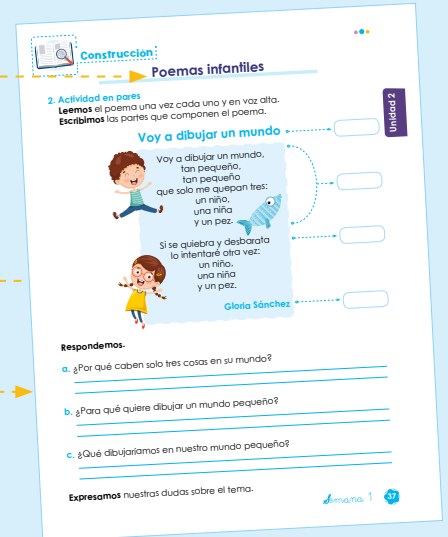 Construcción
Poemas infantiles
2. Actividad en pares
Leemos el poema una vez cada uno y en voz alta.
Escribimos las partes que componen el poema.
Unidad 2
Voy a dibujar un mundo
Voy a dibujar un mundo,
tan pequeño,
tan pequeño
que solo me quepan tres:
un niño,
una niña
y un pez.
Si se quiebra y desbarata
lo intentaré otra vez:
un niño,
una niña
y un pez.
Gloria Sánchez
Respondemos.
a. ¿Por qué caben solo tres cosas en su mundo?
b. ¿Para qué quiere dibujar un mundo pequeño?
c. ¿Qué dibujaríamos en nuestro mundo pequeño?
Expresamos nuestras dudas sobre el tema.
Semana 1
37